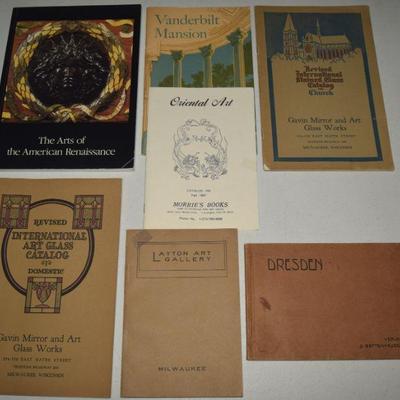 The Arts of
the American Renaissance
Vanderbilt
Mansion
Revised
International
Stained Glass
Catalog
Church
Gavin Mirror and Art
Glass Works
MILWAUKEE, WISCONSIN
Oriental Art
MORRIE'S BOOKS
REVISED
INTERNATIONAL
ART GLASS
CATALOG
DOMESTIC
Gavin Mirror and Art
Glass Works
MILWAUKEE, WISCONSIN
LAYTON ART
GALLERY
MILWAUKEE
DRESDEN